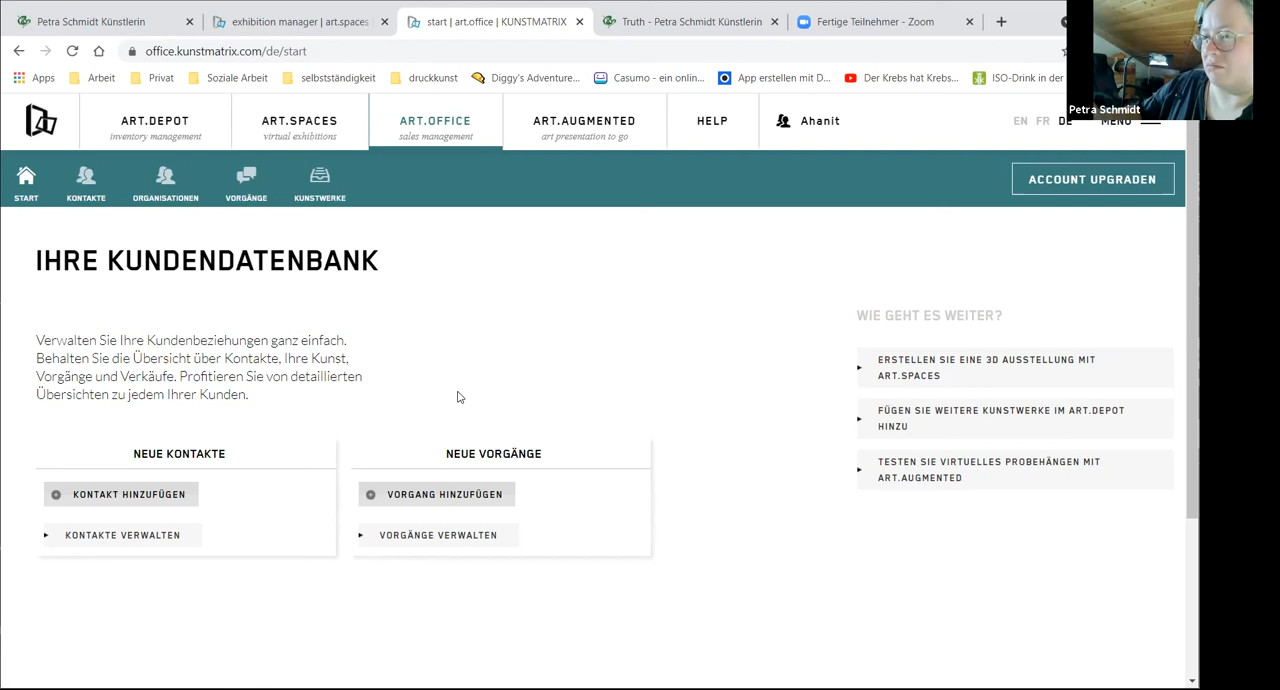 Petra Schmidt Künstlerin
exhibition manager | art.spaces
start | art.office | KUNSTMATRIX
Truth - Petra Schmidt Künstlerin
Fertige Teilnehmer - Zoom
office.kunstmatrix.com/de/start
Apps
Arbeit
Privat
Soziale Arbeit
selbstständigkeit
druckkunst
Diggy's Adventure...
Casumo - ein onlin...
App erstellen mit D...
Der Krebs hat Krebs...
ISO-Drink in der
Petra Schmidt
ART.DEPOT
inventory management
ART.SPACES
virtual exhibitions
ART.OFFICE
sales management
ART.AUGMENTED
art presentation to go
HELP
Ahanit
EN FR DE
MENU
START
KONTAKTE
ORGANISATIONEN
VORGÄNGE
KUNSTWERKE
ACCOUNT UPGRADEN
IHRE KUNDENDATENBANK
Verwalten Sie Ihre Kundenbeziehungen ganz einfach.
Behalten Sie die Übersicht über Kontakte, Ihre Kunst,
Vorgänge und Verkäufe. Profitieren Sie von detaillierten
Übersichten zu jedem Ihrer Kunden.
NEUE KONTAKTE
KONTAKT HINZUFÜGEN
KONTAKTE VERWALTEN
NEUE VORGÄNGE
VORGANG HINZUFÜGEN
VORGÄNGE VERWALTEN
WIE GEHT ES WEITER?
ERSTELLEN SIE EINE 3D AUSSTELLUNG MIT
ART.SPACES
FÜGEN SIE WEITERE KUNSTWERKE IM ART.DEPOT
HINZU
TESTEN SIE VIRTUELLES PROBEHÄNGEN MIT
ART.AUGMENTED